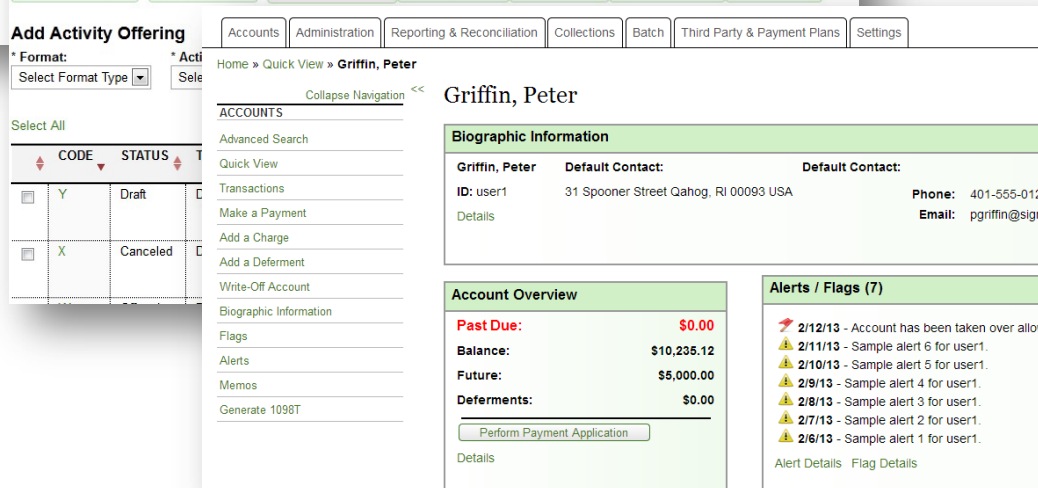 Add Activity Offering
* Format:
* Acti
Select Format Type
Sele
Select All
CODE STATUS T
Y Draft D
X Canceled D
Accounts Administration Reporting & Reconciliation Collections Batch Third Party & Payment Plans Settings
Home » Quick View » Griffin, Peter
Collapse Navigation <<
ACCOUNTS
Advanced Search
Quick View
Transactions
Make a Payment
Add a Charge
Add a Deferment
Write-Off Account
Biographic Information
Flags
Alerts
Memos
Generate 1098T
Griffin, Peter
Biographic Information
Griffin, Peter Default Contact: Default Contact:
ID: user1 31 Spooner Street Qahog, RI 00093 USA Phone: 401-555-012
Details Email: pgriffin@sign
Account Overview
Past Due: $0.00
Balance: $10,235.12
Future: $5,000.00
Deferments: $0.00
Perform Payment Application
Details
Alerts / Flags (7)
2/12/13 - Account has been taken over allow
2/11/13 - Sample alert 6 for user1.
2/10/13 - Sample alert 5 for user1.
2/9/13 - Sample alert 4 for user1.
2/8/13 - Sample alert 3 for user1.
2/7/13 - Sample alert 2 for user1.
2/6/13 - Sample alert 1 for user1.
Alert Details Flag Details